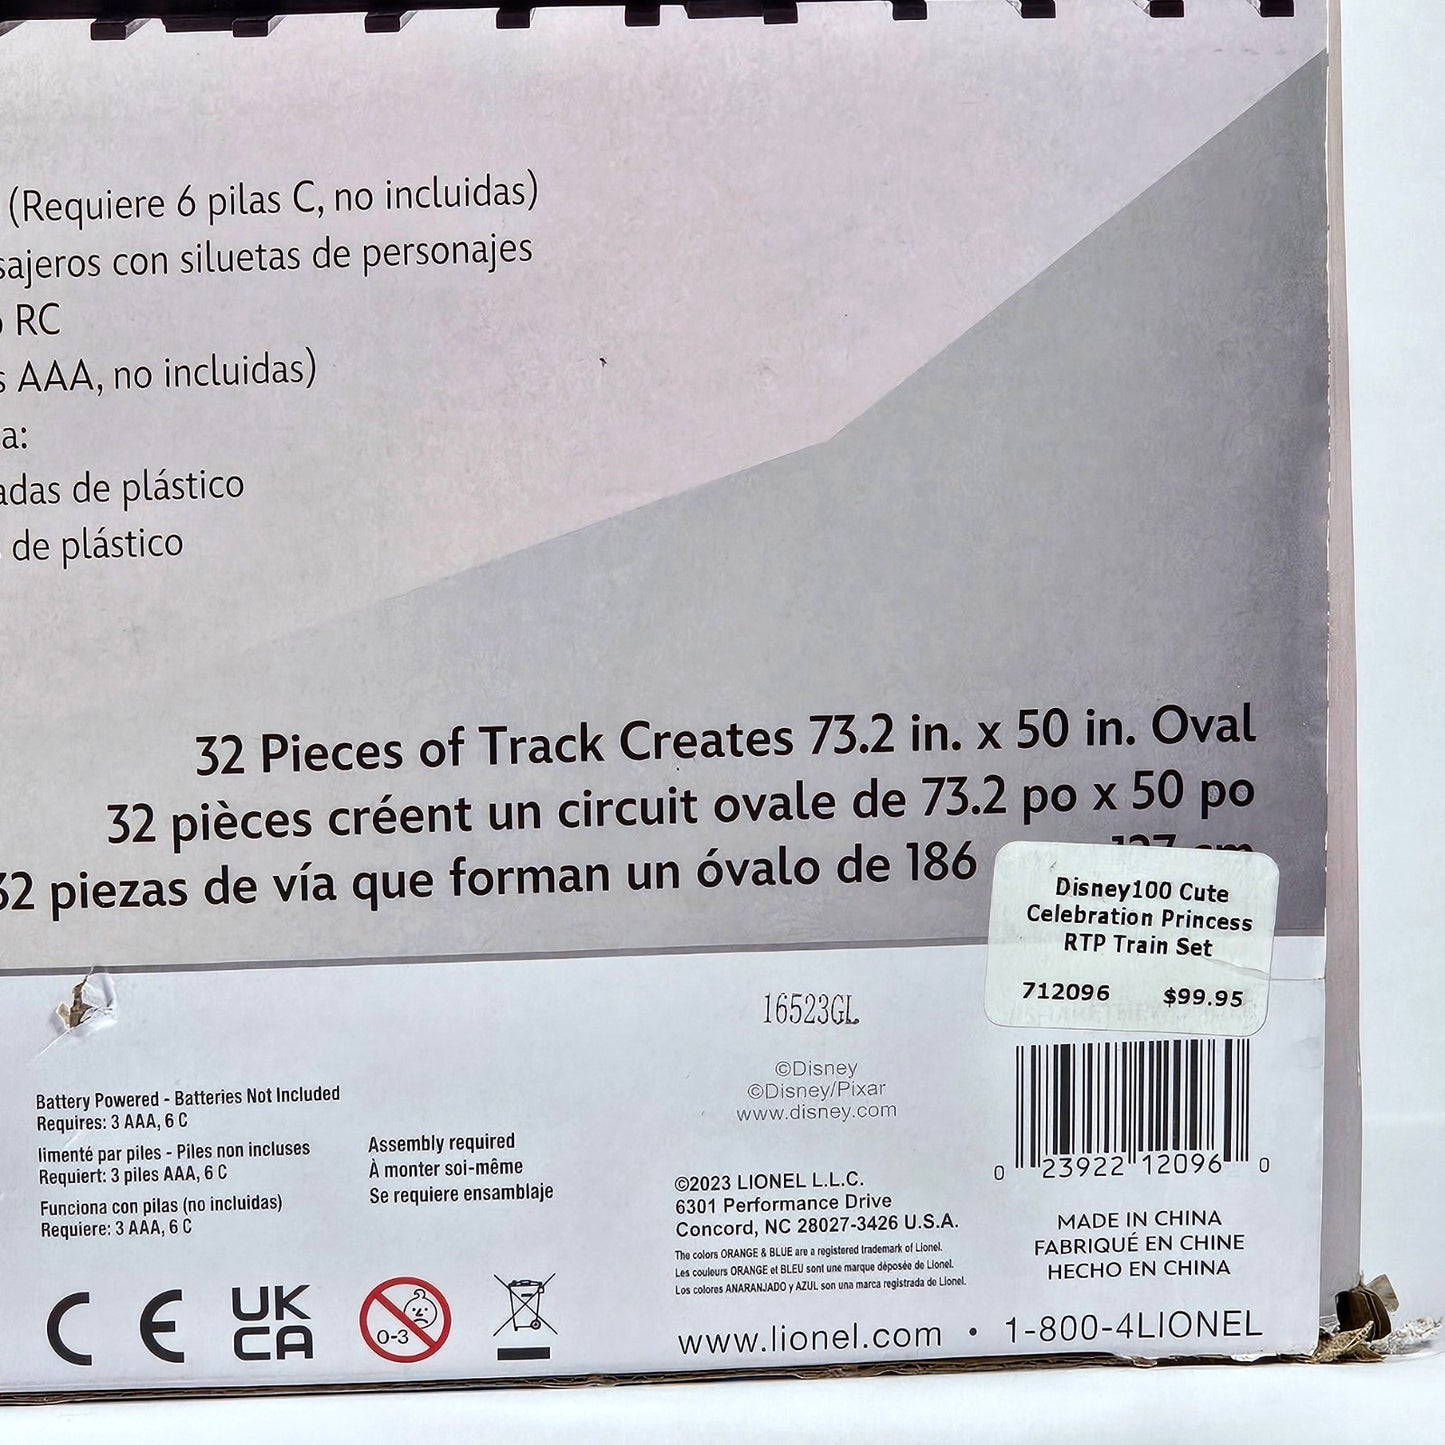 (Requiere 6 pilas C, no incluidas)
sajeros con siluetas de personajes
RC
AAA, no incluidas)
a:
adas de plástico
de plástico
32 Pieces of Track Creates 73.2 in. x 50 in. Oval
32 pièces créent un circuit ovale de 73.2 po x 50 po
32 piezas de vía que forman un óvalo de 186 127 cm
Disney100 Cute
Celebration Princess
RTP Train Set
712096 $99.95
16523GL
©Disney
©Disney/Pixar
www.disney.com
Battery Powered - Batteries Not Included
Requires: 3 AAA, 6 C
limenté par piles - Piles non incluses
Requiert: 3 piles AAA, 6 C
Funciona con pilas (no incluidas)
Requiere: 3 AAA, 6 C
Assembly required
À monter soi-même
Se requiere ensamblaje
©2023 LIONEL L.L.C.
6301 Performance Drive
Concord, NC 28027-3426 U.S.A.
The colors ORANGE & BLUE are a registered trademark of Lionel.
Les couleurs ORANGE et BLEU sont une marque déposée de Lionel.
Los colores ANARANJADO y AZUL son una marca registrada de Lionel.
0 23922 12096 0
MADE IN CHINA
FABRIQUÉ EN CHINE
HECHO EN CHINA
CE
UK
CA
0-3
www.lionel.com • 1-800-4LIONEL